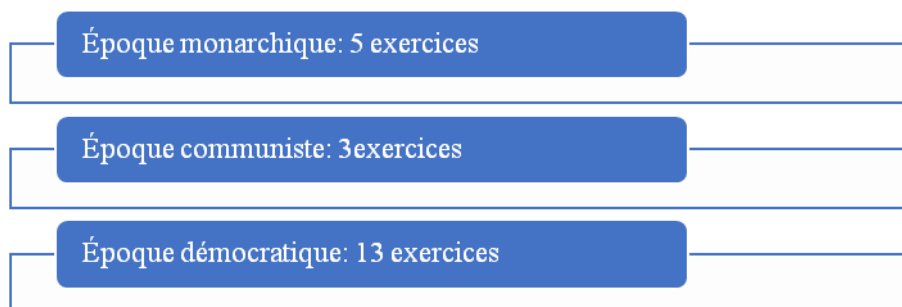 Époque monarchique: 5 exercices
Époque communiste: 3exercices
Époque démocratique: 13 exercices